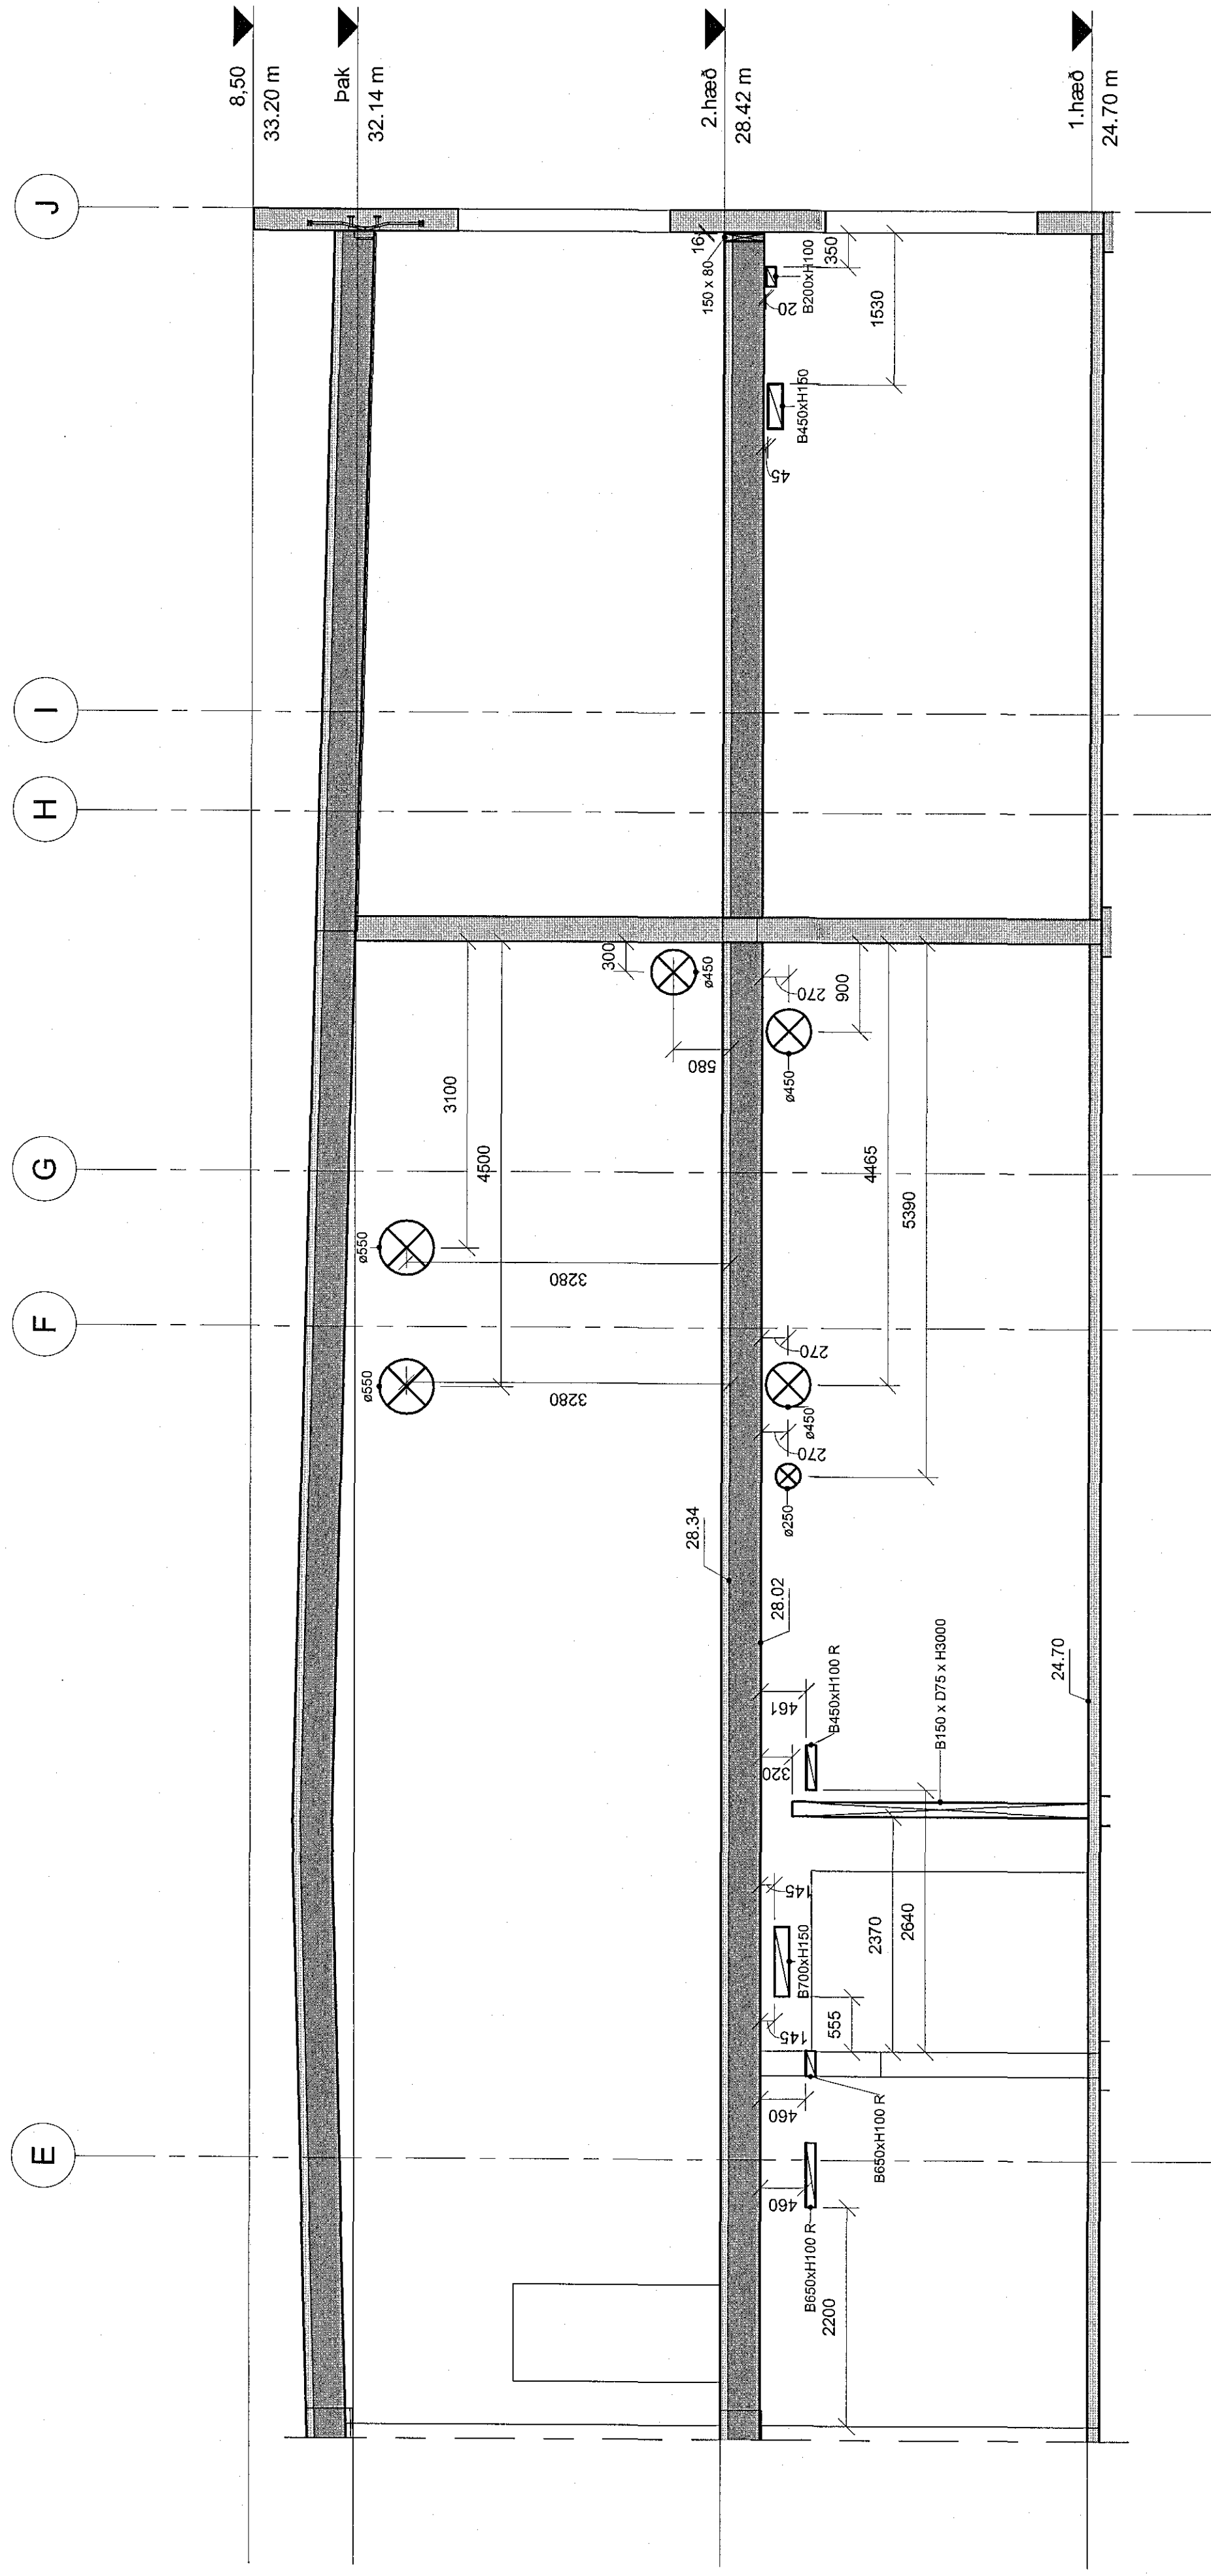 8,50
33.20 m
Þak
32.14 m
2.hæð
28.42 m
1.hæð
24.70 m
J
I
H
G
F
E
16
150 x 80
B200xH100
20
350
1530
B450xH150
45
300
ø450
580
270
900
ø450
3100
4500
4465
5390
ø550
3280
ø550
3280
270
ø450
270
ø250
28.34
28.02
24.70
461
B450xH100 R
320
B150 x D75 x H3000
145
B700xH150
145
555
2370
2640
460
B650xH100 R
460
B650xH100 R
2200